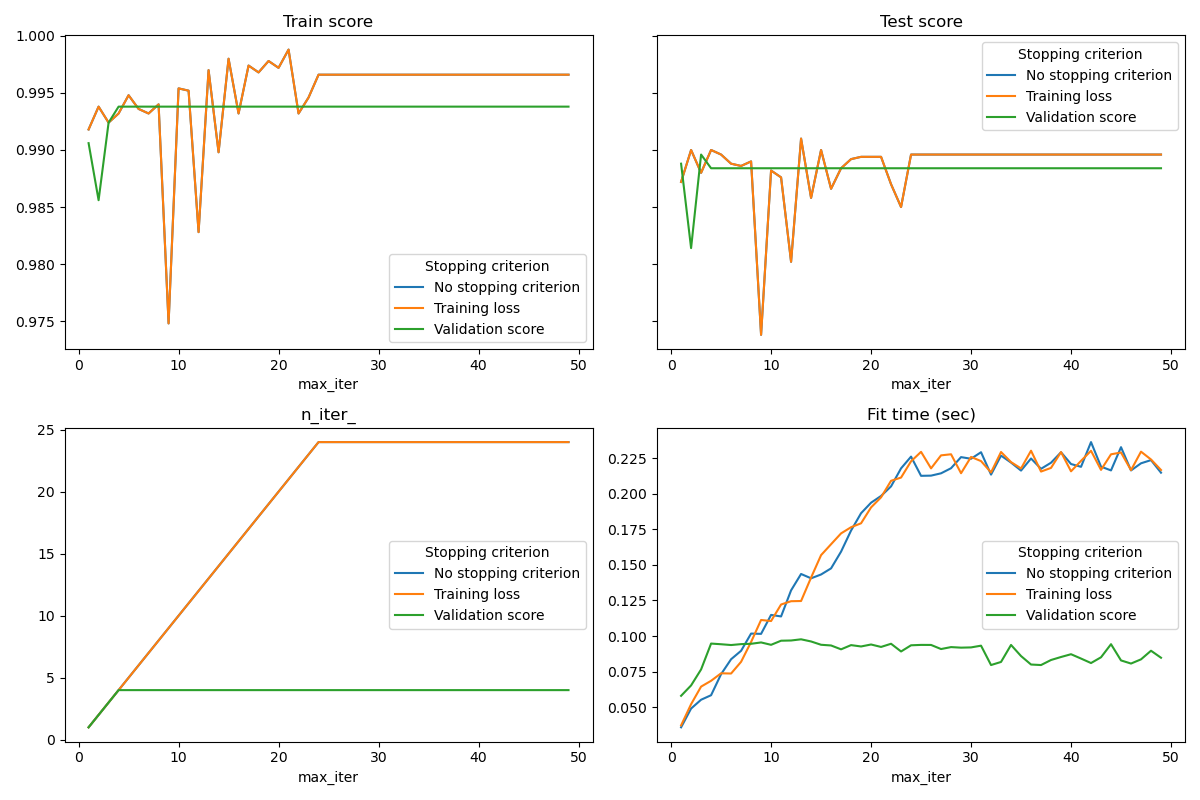 Train score
1.000
0.995
0.990
0.985
0.980
0.975
0
10
20
30
40
50
max_iter
Stopping criterion
No stopping criterion
Training loss
Validation score
Test score
Stopping criterion
No stopping criterion
Training loss
Validation score
0
10
20
30
40
50
max_iter
n_iter_
25
20
15
10
5
0
Stopping criterion
No stopping criterion
Training loss
Validation score
0
10
20
30
40
50
max_iter
Fit time (sec)
0.225
0.200
0.175
0.150
0.125
0.100
0.075
0.050
Stopping criterion
No stopping criterion
Training loss
Validation score
0
10
20
30
40
50
max_iter